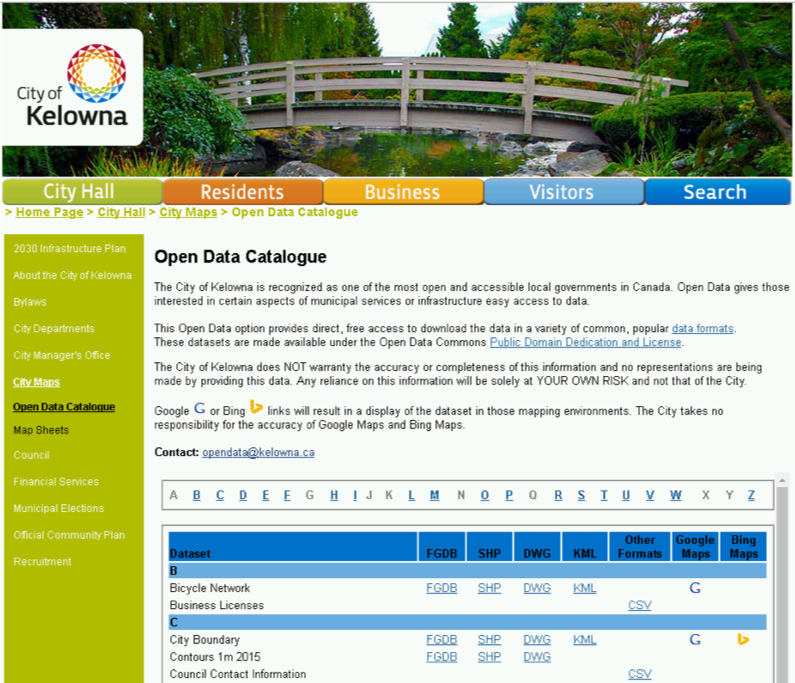 City of
Kelowna
City Hall Residents Business Visitors Search
> Home Page > City Hall > City Maps > Open Data Catalogue
2030 Infrastructure Plan
About the City of Kelowna
Bylaws
City Departments
City Manager's Office
City Maps
Open Data Catalogue
Map Sheets
Council
Financial Services
Municipal Elections
Official Community Plan
Recruitment
Open Data Catalogue
The City of Kelowna is recognized as one of the most open and accessible local governments in Canada. Open Data gives those
interested in certain aspects of municipal services or infrastructure easy access to data.
This Open Data option provides direct, free access to download the data in a variety of common, popular data formats.
These datasets are made available under the Open Data Commons Public Domain Dedication and License.
The City of Kelowna does NOT warranty the accuracy or completeness of this information and no representations are being
made by providing this data. Any reliance on this information will be solely at YOUR OWN RISK and not that of the City.
Google G or Bing links will result in a display of the dataset in those mapping environments. The City takes no
responsibility for the accuracy of Google Maps and Bing Maps.
Contact: opendata@kelowna.ca
A B C D E F G H I J K L M N O P Q R S T U V W X Y Z
Dataset FGDB SHP DWG KML Other Formats Google Maps Bing Maps
B
Bicycle Network FGDB SHP DWG KML G
Business Licenses CSV
C
City Boundary FGDB SHP DWG KML G
Contours 1m 2015 FGDB SHP DWG
Council Contact Information CSV